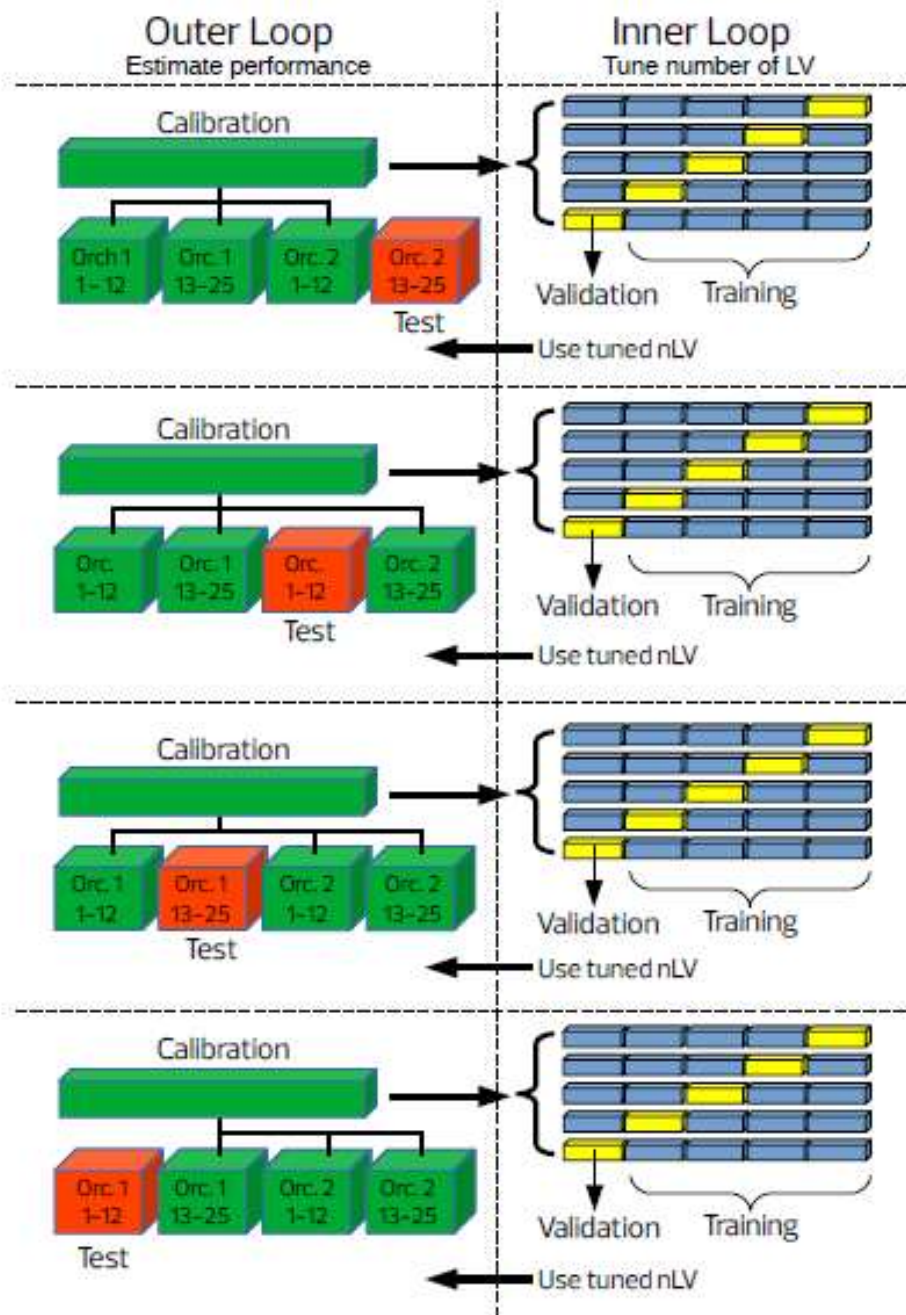 Outer Loop
Estimate performance
Inner Loop
Tune number of LV
Calibration
Orch 1
1-12
Orc. 1
13-25
Orc. 2
1-12
Orc. 2
13-25
Test
Validation
Training
Use tuned nLV
Calibration
Orc.
1-12
Orc. 1
13-25
Orc.
1-12
Orc. 2
13-25
Test
Validation
Training
Use tuned nLV
Calibration
Orc. 1
1-12
Orc. 1
13-25
Orc. 2
1-12
Orc. 2
13-25
Test
Validation
Training
Use tuned nLV
Calibration
Orc. 1
1-12
Orc. 1
13-25
Orc. 2
1-12
Orc. 2
13-25
Test
Validation
Training
Use tuned nLV